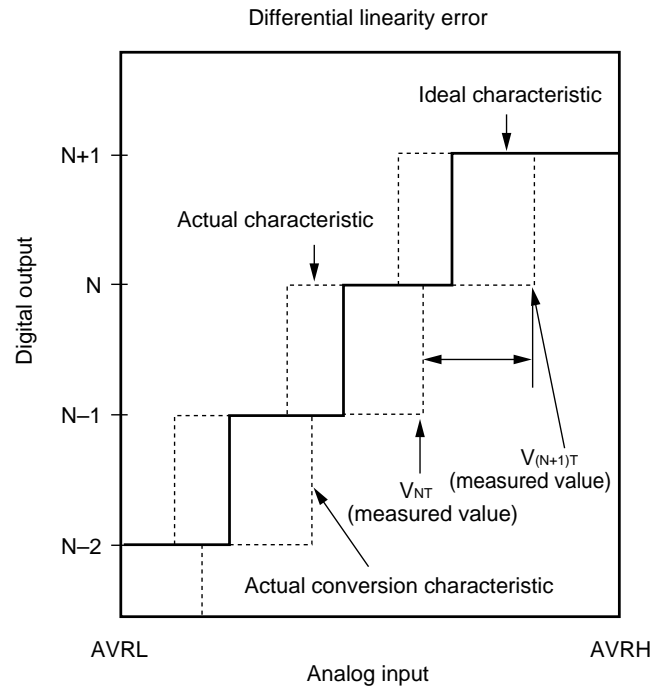 Differential linearity error
Ideal characteristic
N+1
Actual characteristic
N
Digital output
N–1
VNT
(measured value)
V(N+1)T
(measured value)
N–2
Actual conversion characteristic
AVRL
AVRH
Analog input